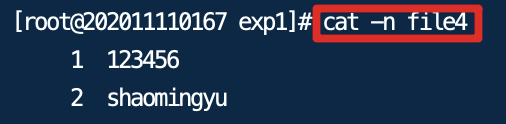 [root@202011110167 exp1]# cat -n file4
1 123456
2 shaomingyu